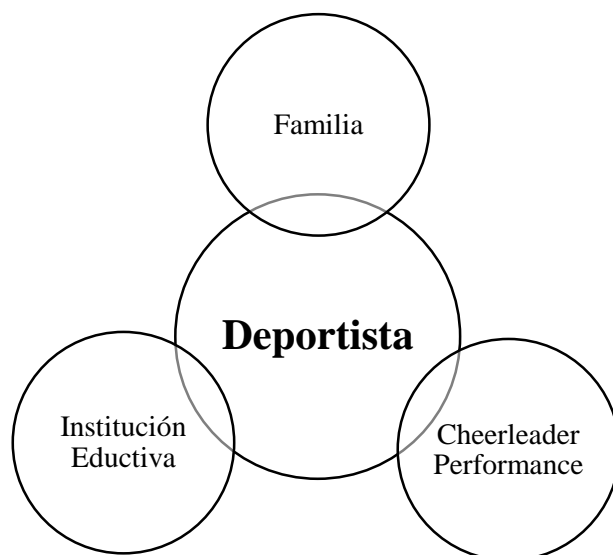 Familia
Deportista
Institución
Eductiva
Cheerleader
Performance